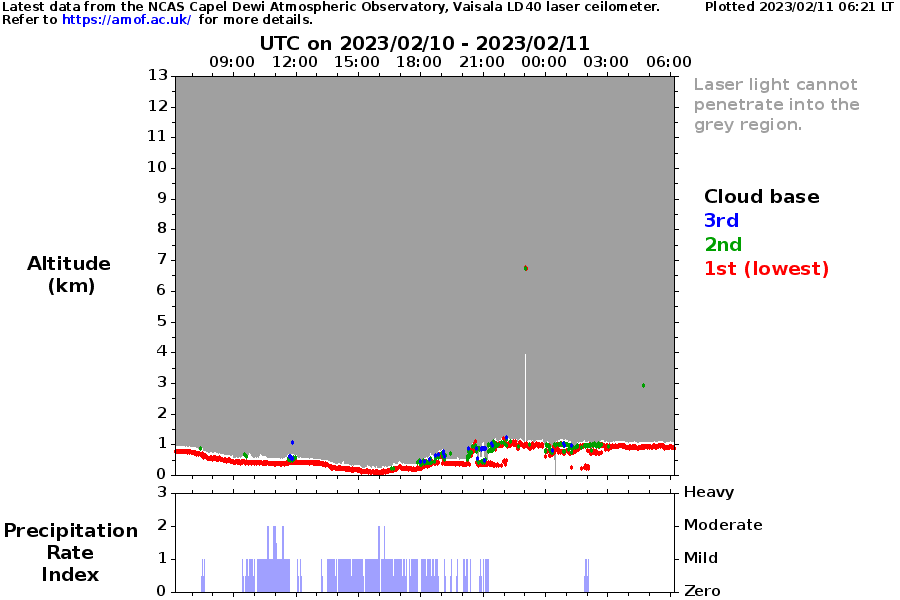 Latest data from the NCAS Capel Dewi Atmospheric Observatory, Vaisala LD40 laser ceilometer.
Plotted 2023/02/11 06:21 LT
Refer to https://amof.ac.uk/ for more details.
UTC on 2023/02/10 - 2023/02/11
09:00 12:00 15:00 18:00 21:00 00:00 03:00 06:00
13
12
11
10
9
8
7
6
5
4
3
2
1
0
Altitude
(km)
Laser light cannot
penetrate into the
grey region.
Cloud base
3rd
2nd
1st (lowest)
Precipitation
Rate
Index
3
2
1
0
Heavy
Moderate
Mild
Zero